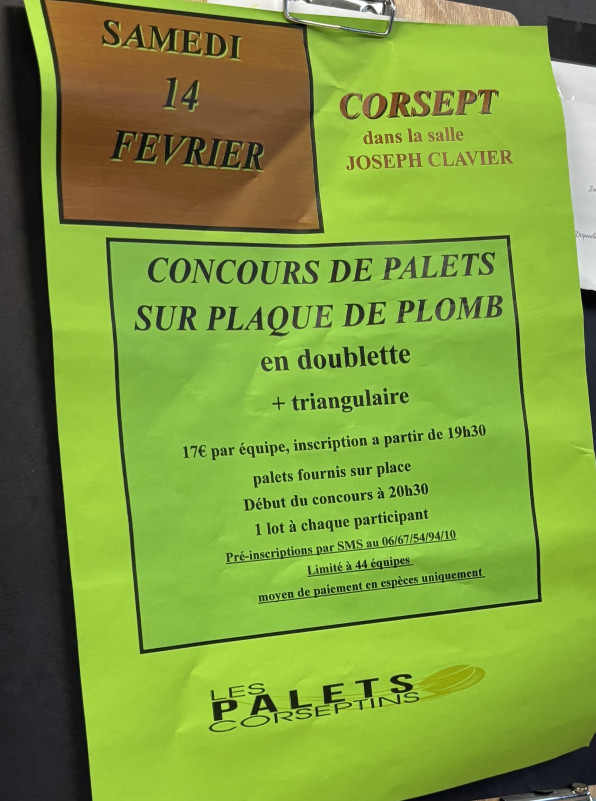 SAMEDI
14
FEVRIER
CORSEPT
dans la salle
JOSEPH CLAVIER
CONCOURS DE PALETS
SUR PLAQUE DE PLOMB
en doublette
+ triangulaire
17€ par équipe, inscription a partir de 19h30
palets fournis sur place
Début du concours à 20h30
1 lot à chaque participant
Pré-inscriptions par SMS au 06/67/54/94/10
Limité à 44 équipes
moyen de paiement en espèces uniquement
LES
PALETS
CORSEPTINS